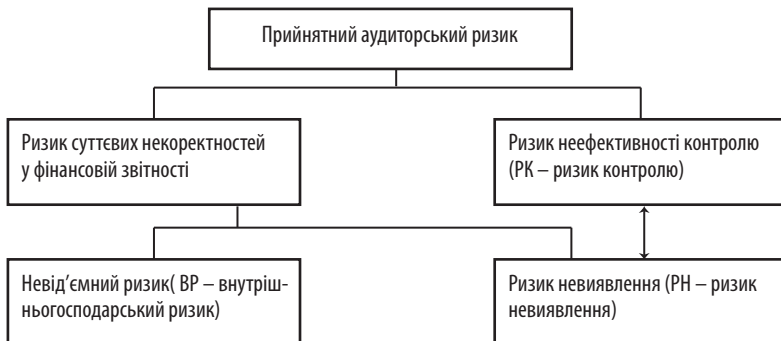 Прийнятний аудиторський ризик
Ризик суттєвих некоректностей
у фінансовій звітності
Ризик неефективності контролю
(РК – ризик контролю)
Невід’ємний ризик( ВР – внутріш-
ньогосподарський ризик)
Ризик невиявлення (РН – ризик
невиявлення)